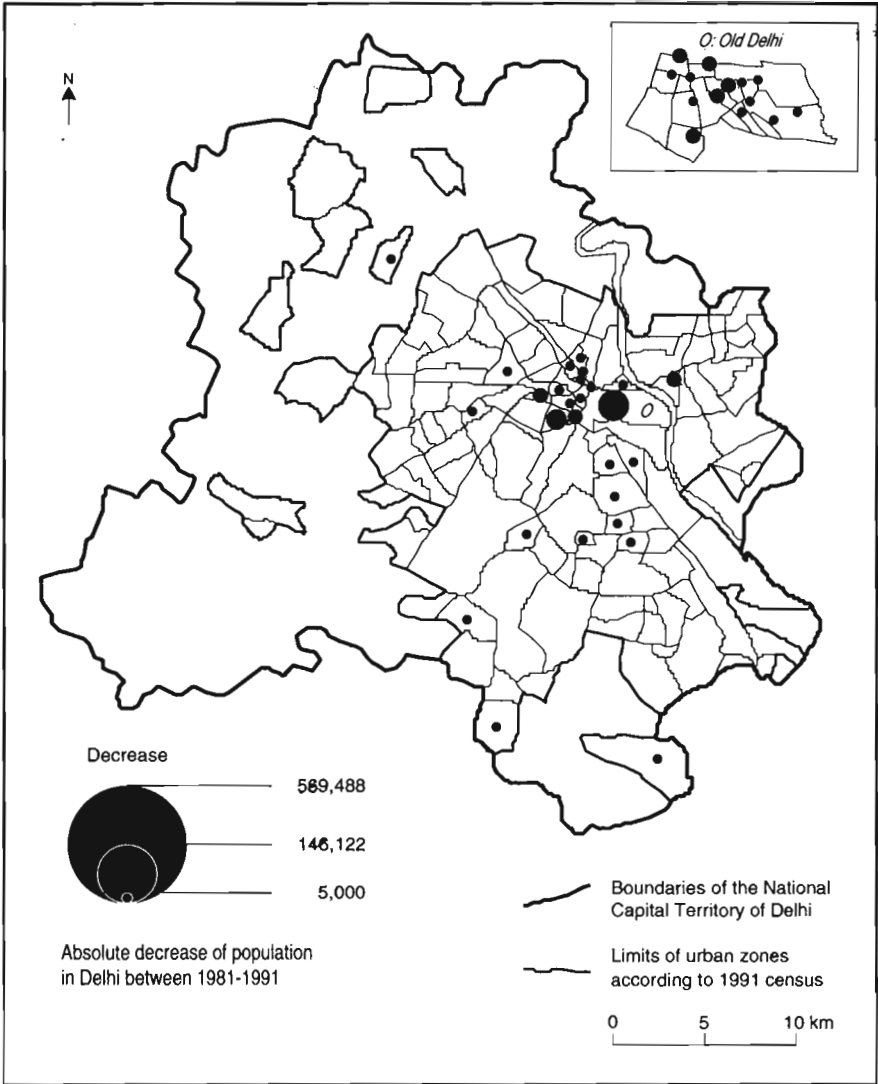 O: Old Delhi
N
O
Decrease
569,488
146,122
5,000
Absolute decrease of population
in Delhi between 1981-1991
Boundaries of the National
Capital Territory of Delhi
Limits of urban zones
according to 1991 census
0 5 10 km